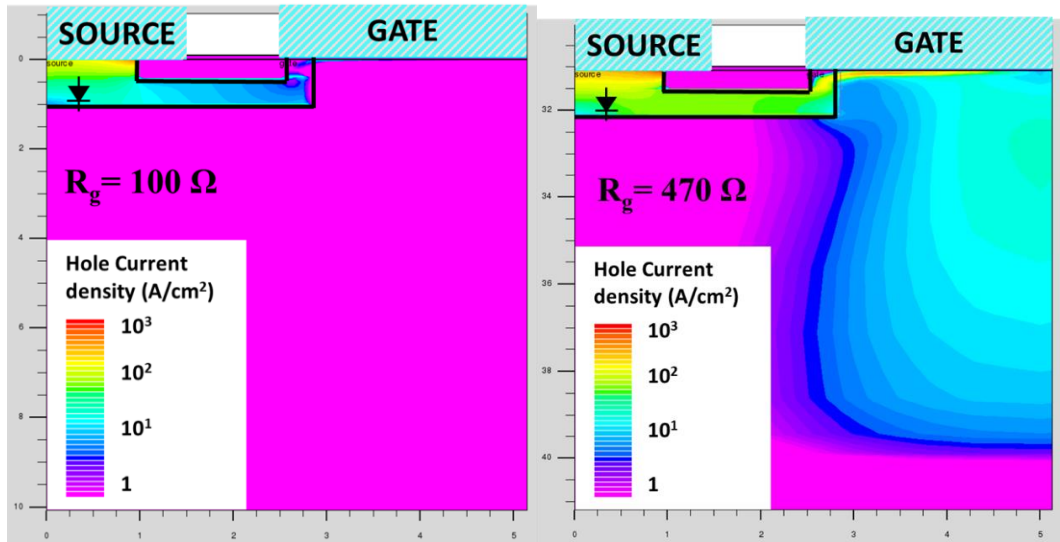 SOURCE
GATE
source
R_g= 100 Ω
Hole Current
density (A/cm²)
10³
10²
10¹
1
0
2
4
6
8
10
0
1
2
3
4
5
SOURCE
GATE
source
R_g= 470 Ω
Hole Current
density (A/cm²)
10³
10²
10¹
1
32
34
36
38
40
0
1
2
3
4
5